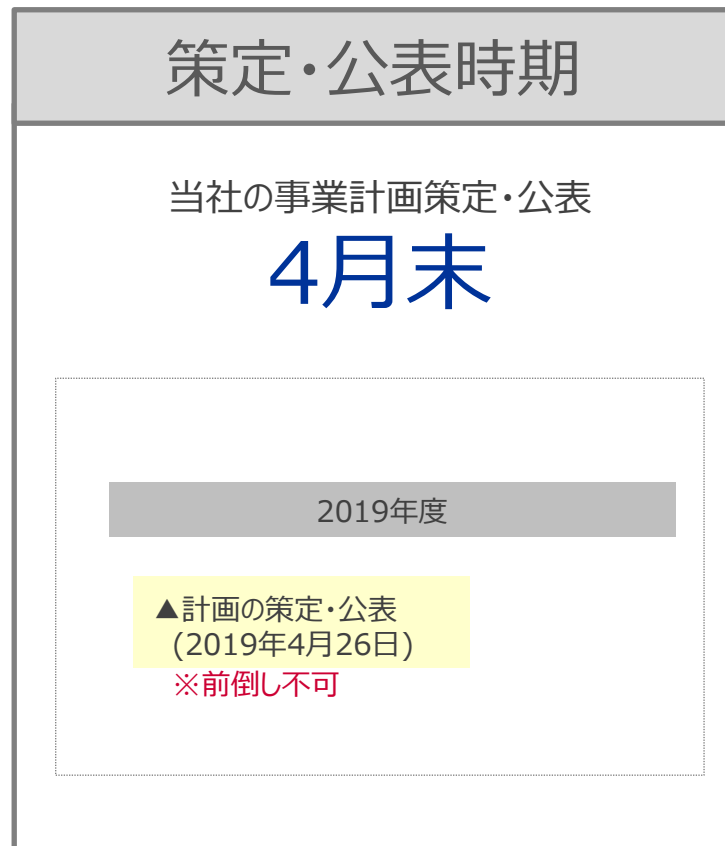 策定・公表時期
当社の事業計画策定・公表
4月末
2019年度
▲計画の策定・公表
(2019年4月26日)
※前倒し不可